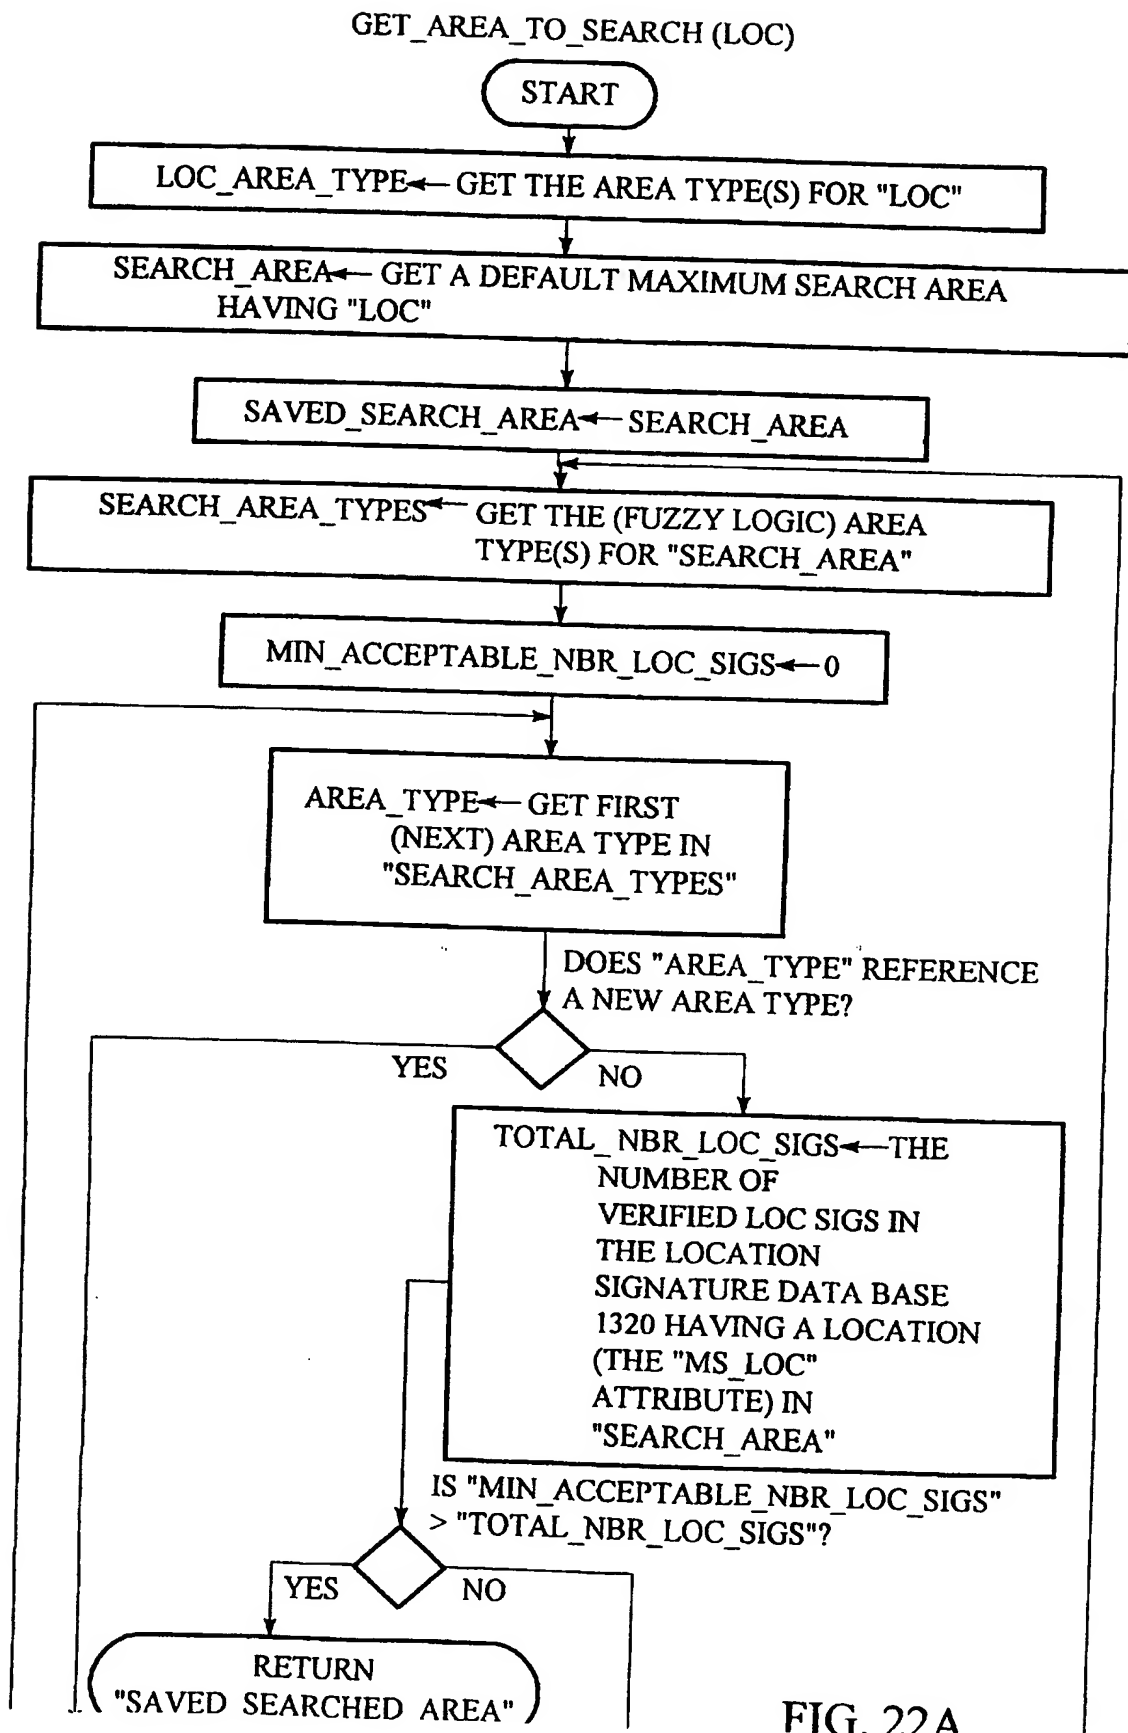 GET_AREA_TO_SEARCH (LOC)
START
LOC_AREA_TYPE← GET THE AREA TYPE(S) FOR "LOC"
SEARCH_AREA← GET A DEFAULT MAXIMUM SEARCH AREA
HAVING "LOC"
SAVED_SEARCH_AREA← SEARCH_AREA
SEARCH_AREA_TYPES← GET THE (FUZZY LOGIC) AREA
TYPE(S) FOR "SEARCH_AREA"
MIN_ACCEPTABLE_NBR_LOC_SIGS←0
AREA_TYPE← GET FIRST
(NEXT) AREA TYPE IN
"SEARCH_AREA_TYPES"
DOES "AREA_TYPE" REFERENCE
A NEW AREA TYPE?
YES
NO
TOTAL_ NBR_LOC_SIGS←THE
NUMBER OF
VERIFIED LOC SIGS IN
THE LOCATION
SIGNATURE DATA BASE
1320 HAVING A LOCATION
(THE "MS_LOC"
ATTRIBUTE) IN
"SEARCH_AREA"
IS "MIN_ACCEPTABLE_NBR_LOC_SIGS"
> "TOTAL_NBR_LOC_SIGS"?
YES
NO
RETURN
"SAVED SEARCHED AREA"
FIG. 22A